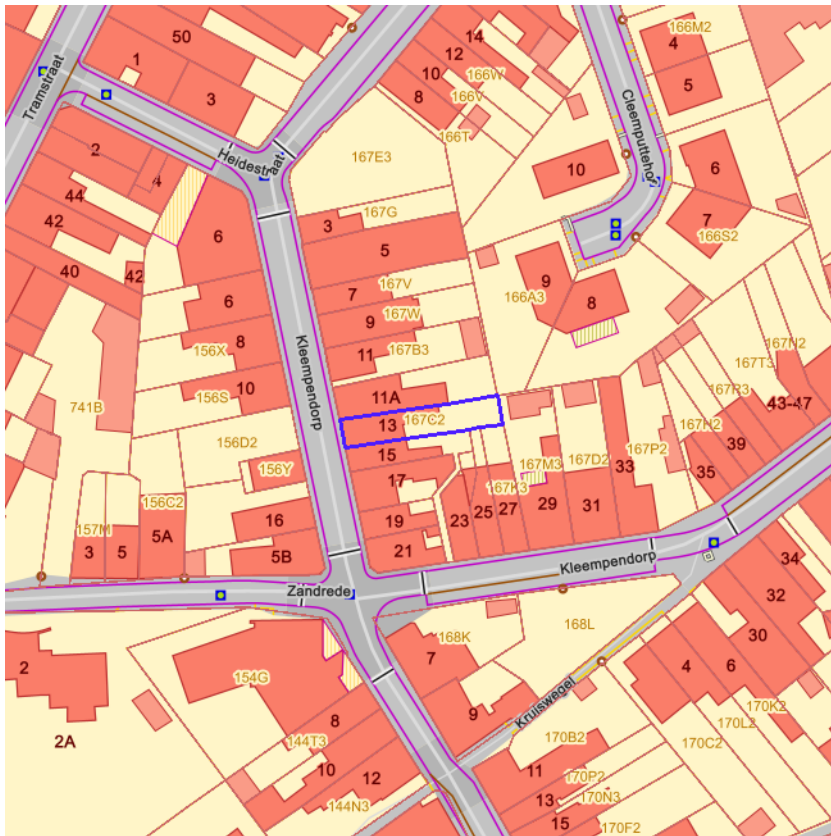 50
14
166M2
1
12
4
Tramstraat
10
166W
3
8
166V
5
Cleemputtehof
166T
2
Heidestraat
167E3
10
6
4
44
42
3
167G
7
166S2
6
5
40
42
167V
9
166A3
7
8
6
9
167W
8
Kleempendorp
11
167B3
167N2
156X
167T3
10
11A
167R3
156S
43-47
741B
13
167C2
167H2
156D2
15
167P2
39
156Y
17
167M3
167D2
33
35
157M
156C2
167K3
16
19
23
25
27
29
31
3
5
5A
5B
21
34
Kleempendorp
Zandrede
32
168K
168L
30
2
7
4
6
154G
Kruiswegel
170K2
8
9
170L2
2A
144T3
170B2
170C2
10
12
11
170P2
144N3
13
170N3
15
170F2